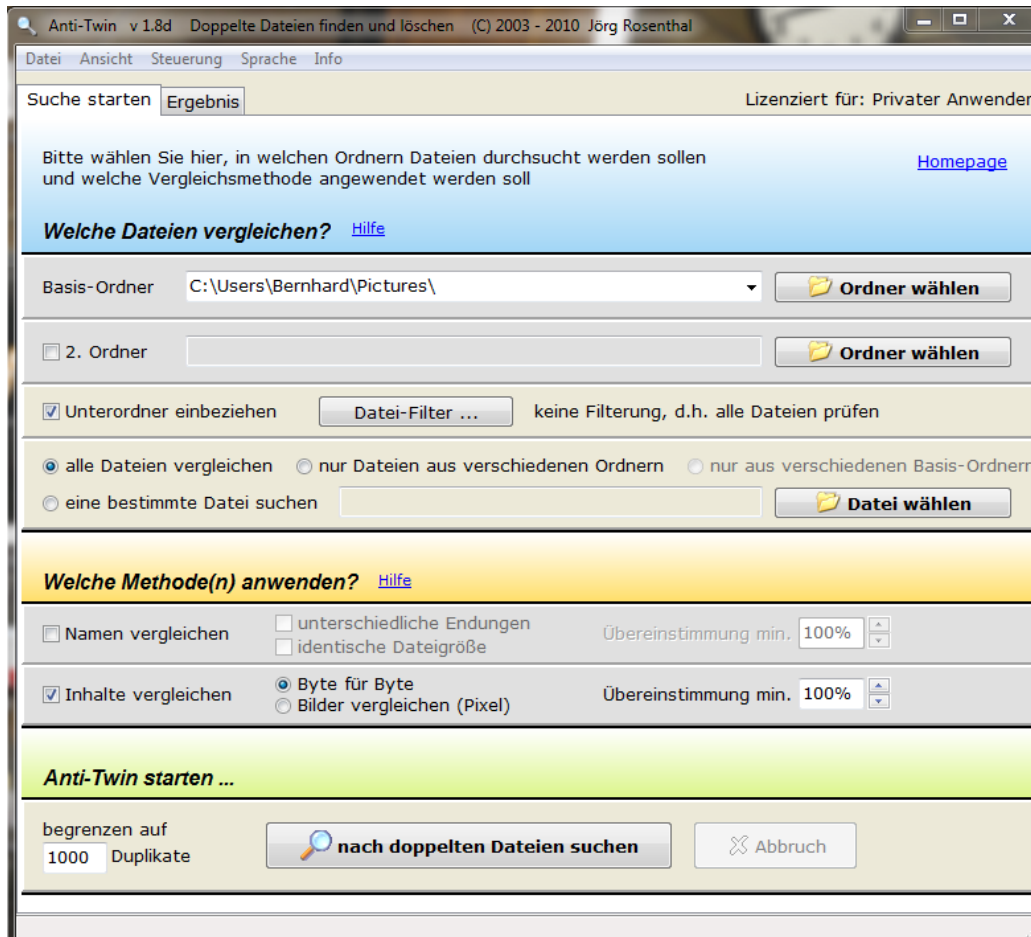 Anti-Twin v 1.8d Doppelte Dateien finden und löschen (C) 2003 - 2010 Jörg Rosenthal
Datei Ansicht Steuerung Sprache Info
Suche starten Ergebnis Lizenziert für: Privater Anwender
Bitte wählen Sie hier, in welchen Ordnern Dateien durchsucht werden sollen
und welche Vergleichsmethode angewendet werden soll
Homepage
Welche Dateien vergleichen? Hilfe
Basis-Ordner C:\Users\Bernhard\Pictures\ Ordner wählen
2. Ordner Ordner wählen
Unterordner einbeziehen Datei-Filter ... keine Filterung, d.h. alle Dateien prüfen
alle Dateien vergleichen nur Dateien aus verschiedenen Ordnern nur aus verschiedenen Basis-Ordnern
eine bestimmte Datei suchen Datei wählen
Welche Methode(n) anwenden? Hilfe
Namen vergleichen unterschiedliche Endungen Übereinstimmung min. 100%
identische Dateigröße
Inhalte vergleichen Byte für Byte Übereinstimmung min. 100%
Bilder vergleichen (Pixel)
Anti-Twin starten ...
begrenzen auf
1000 Duplikate nach doppelten Dateien suchen Abbruch